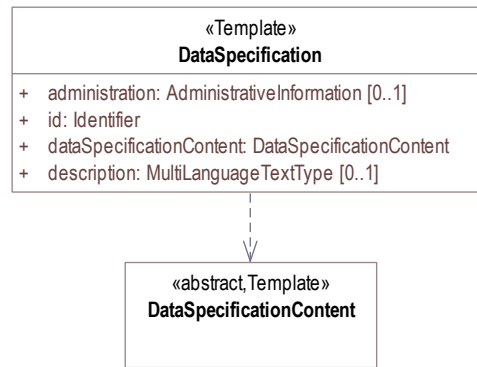 «Template»
DataSpecification
+ administration: AdministrativeInformation [0..1]
+ id: Identifier
+ dataSpecificationContent: DataSpecificationContent
+ description: MultiLanguageTextType [0..1]
«abstract,Template»
DataSpecificationContent